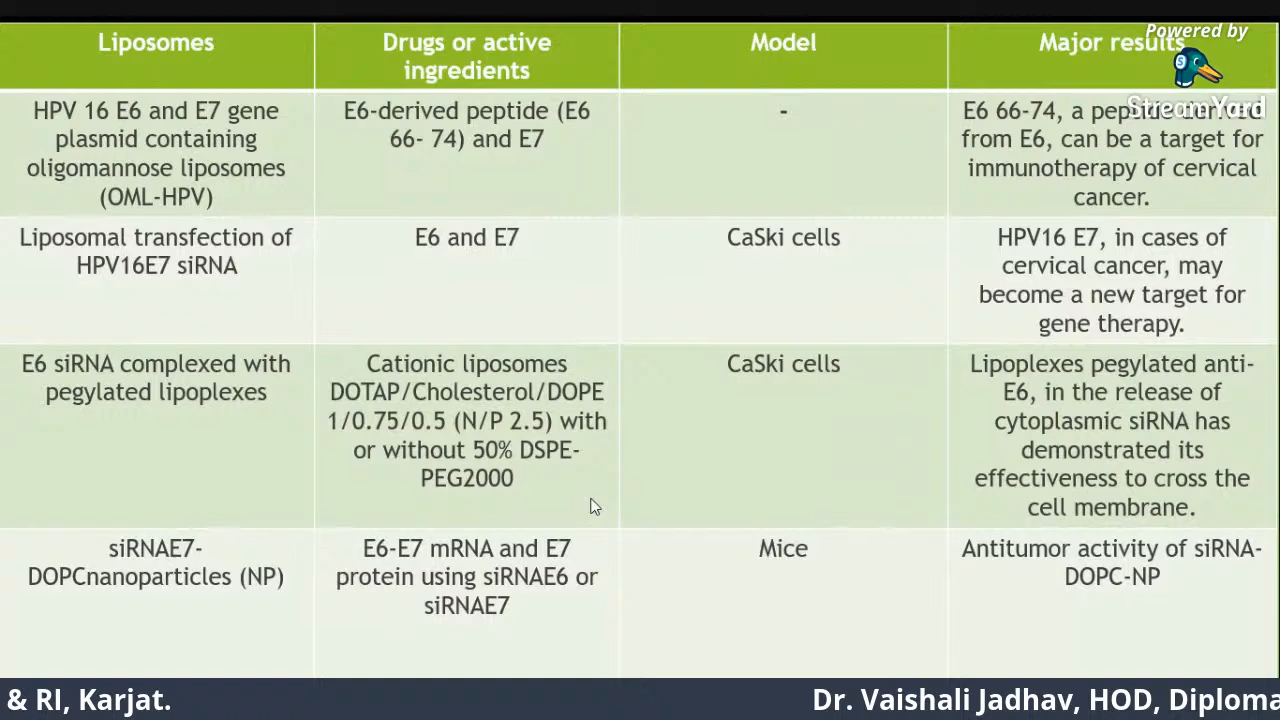 Powered by
StreamYard
Liposomes
Drugs or active
ingredients
Model
Major results
HPV 16 E6 and E7 gene
plasmid containing
oligomannose liposomes
(OML-HPV)
E6-derived peptide (E6
66- 74) and E7
-
E6 66-74, a peptide
from E6, can be a target for
immunotherapy of cervical
cancer.
Liposomal transfection of
HPV16E7 siRNA
E6 and E7
CaSki cells
HPV16 E7, in cases of
cervical cancer, may
become a new target for
gene therapy.
E6 siRNA complexed with
pegylated lipoplexes
Cationic liposomes
DOTAP/Cholesterol/DOPE
1/0.75/0.5 (N/P 2.5) with
or without 50% DSPE-
PEG2000
CaSki cells
Lipoplexes pegylated anti-
E6, in the release of
cytoplasmic siRNA has
demonstrated its
effectiveness to cross the
cell membrane.
siRNAE7-
DOPCnanoparticles (NP)
E6-E7 mRNA and E7
protein using siRNAE6 or
siRNAE7
Mice
Antitumor activity of siRNA-
DOPC-NP
& RI, Karjat.
Dr. Vaishali Jadhav, HOD, Diploma